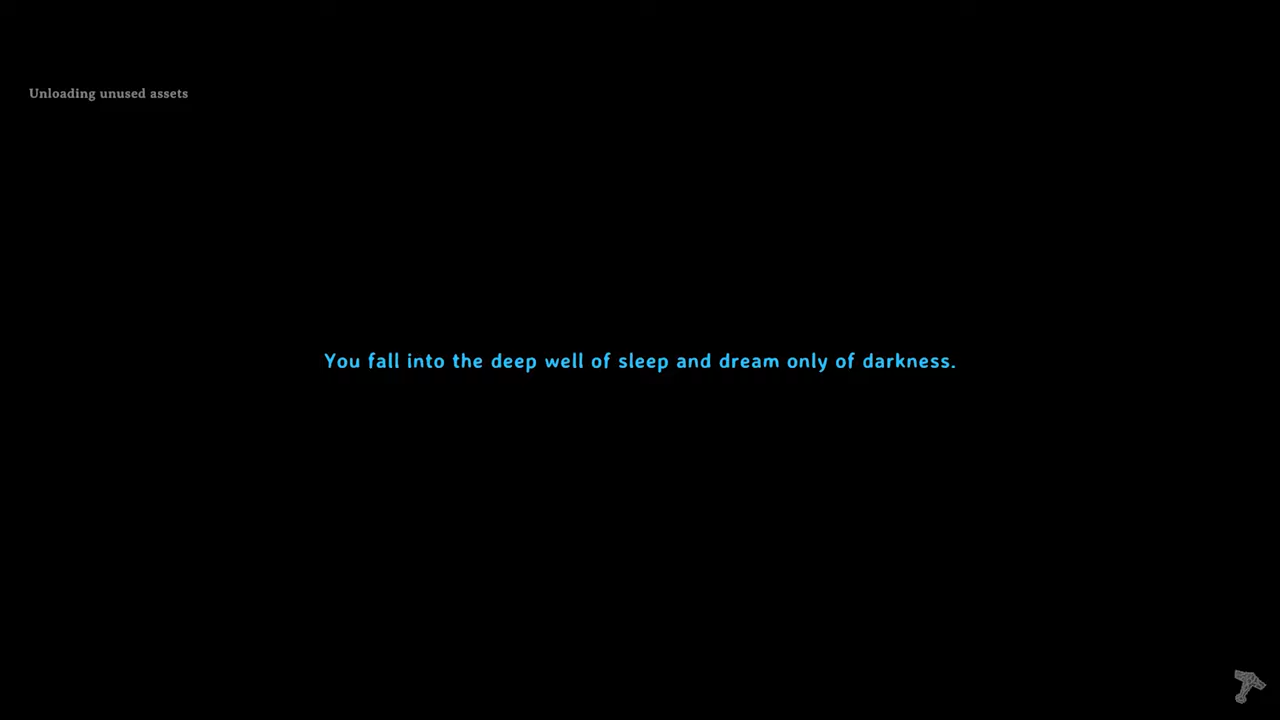 Unloading unused assets
You fall into the deep well of sleep and dream only of darkness.